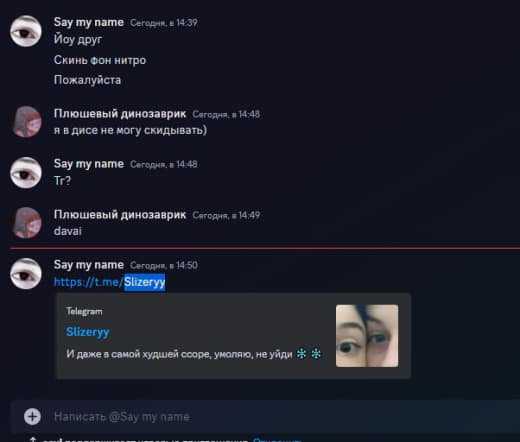 Say my name Сегодня, в 14:39
Йоу друг
Скинь фон нитро
Пожалуйста
Плюшевый динозаврик Сегодня, в 14:48
я в дисе не могу скидывать)
Say my name Сегодня, в 14:48
Тг?
Плюшевый динозаврик Сегодня, в 14:49
davai
Say my name Сегодня, в 14:50
https://t.me/Slizeryy
Telegram
Slizeryy
И даже в самой худшей ссоре, умоляю, не уйди ❄️ ❄️
Написать @Say my name